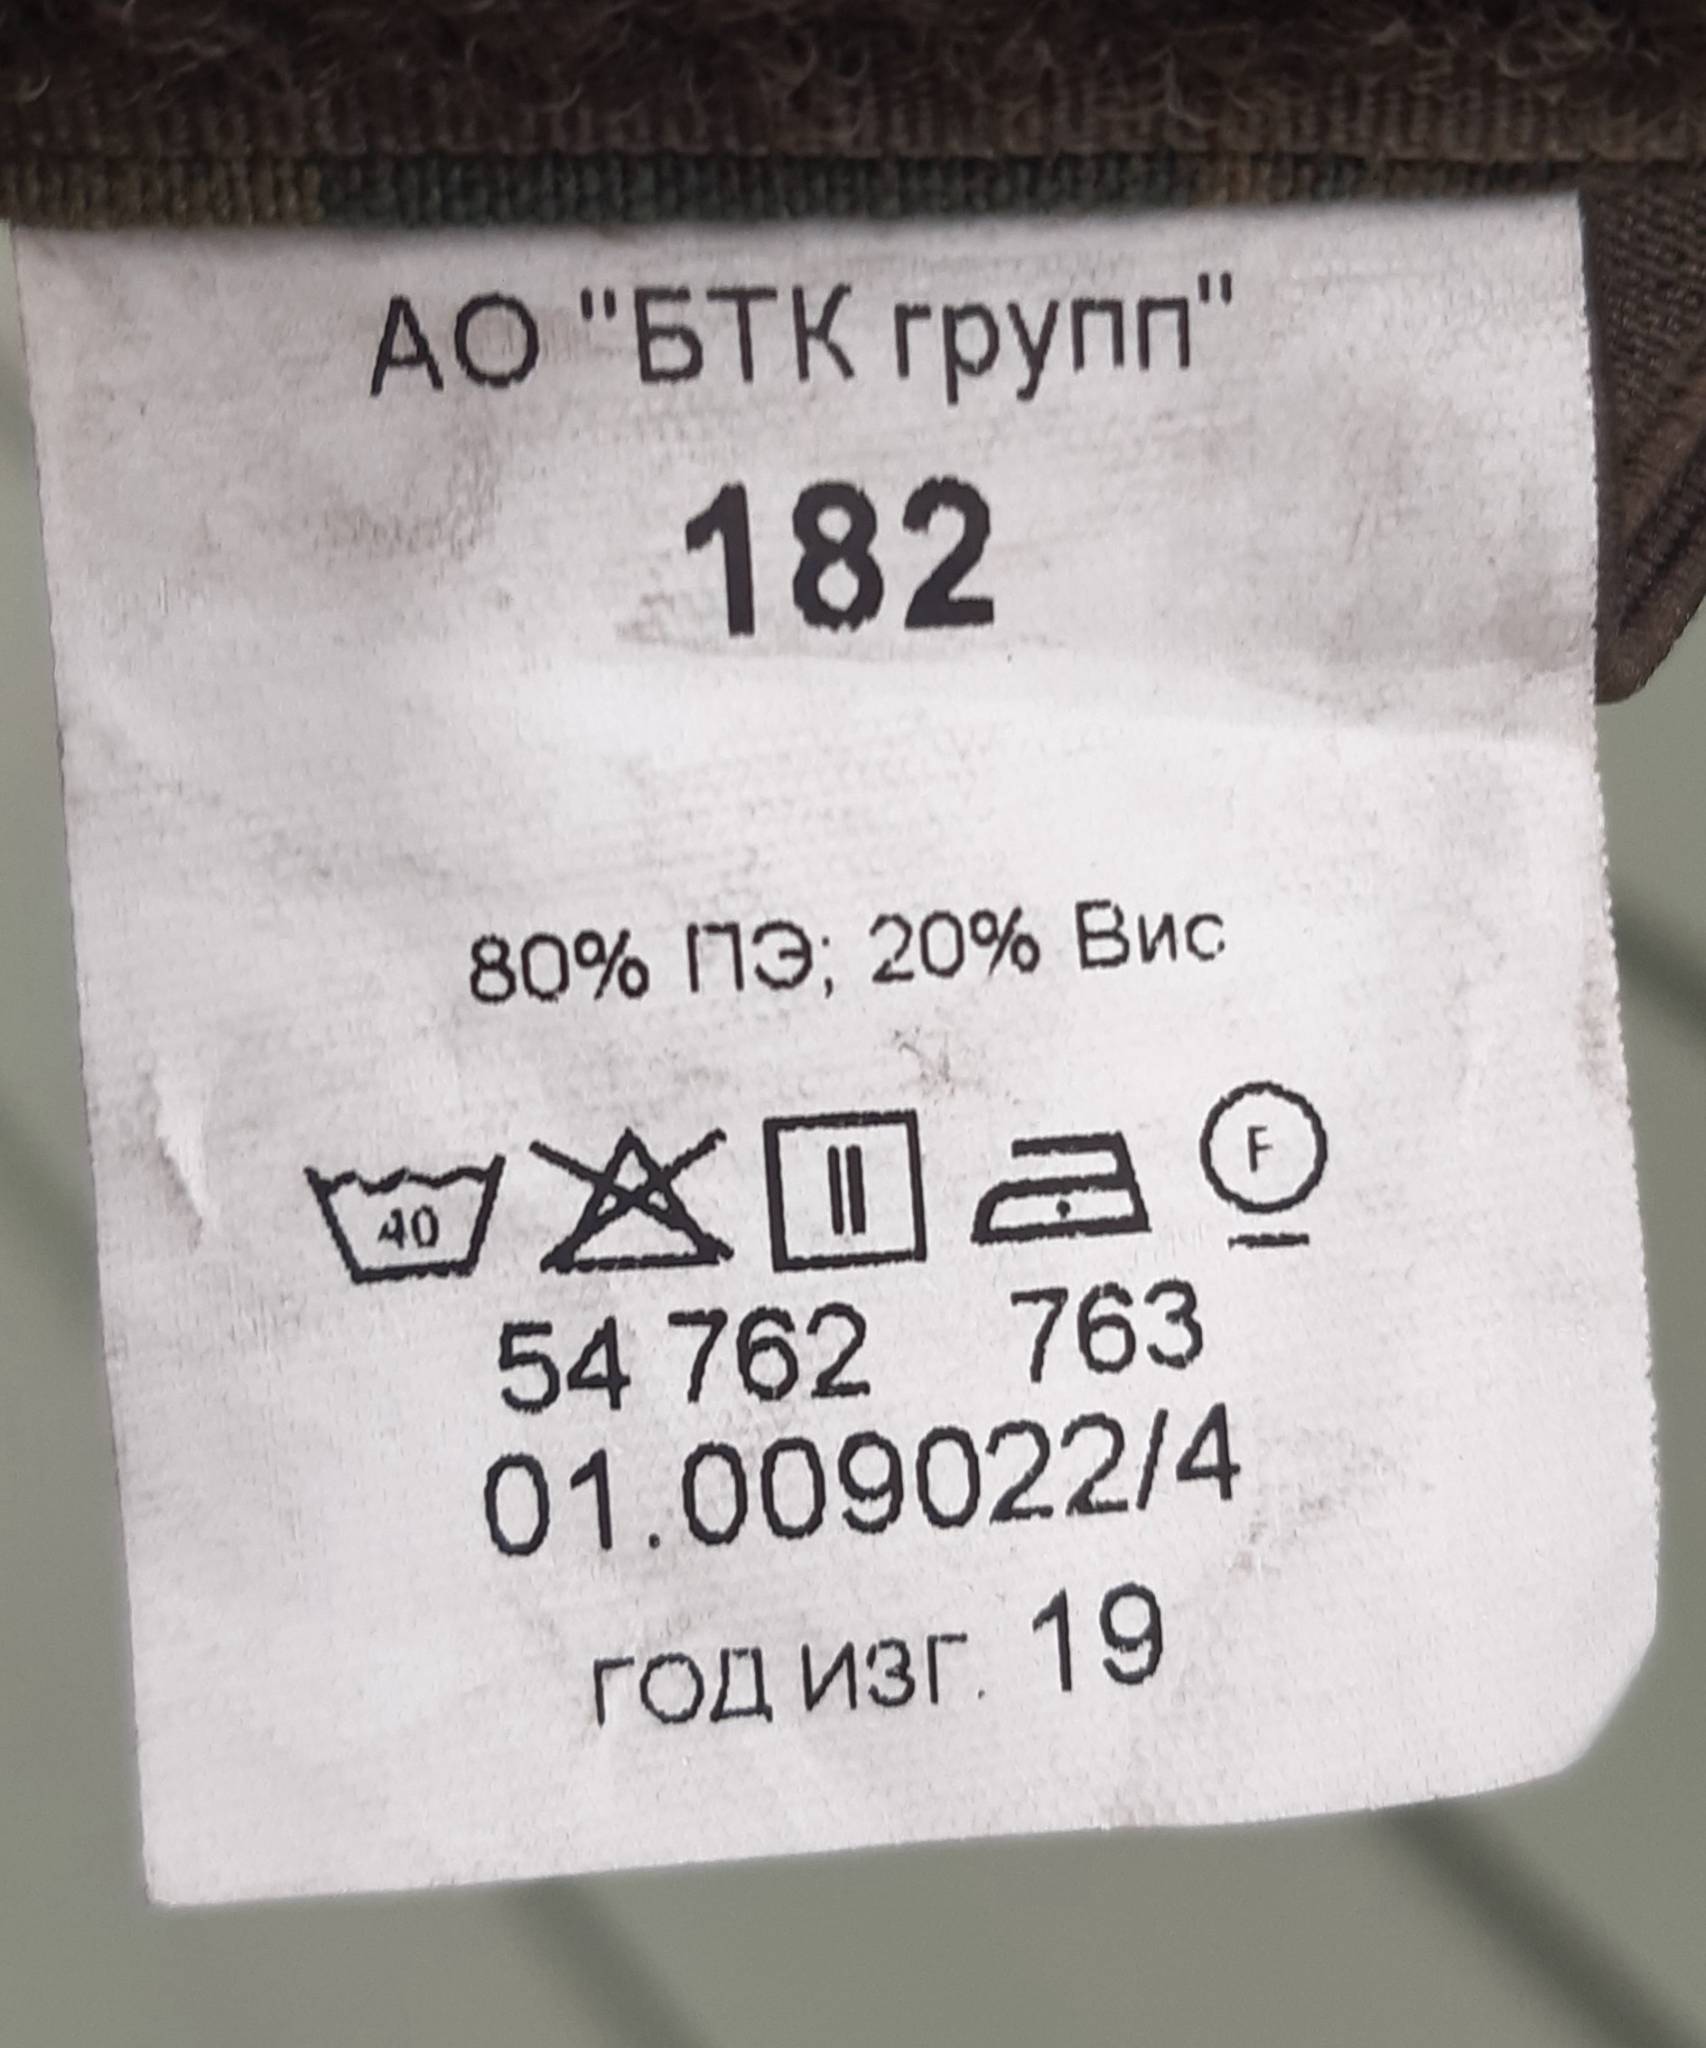 АО "БТК групп"
182
80% ПЭ; 20% Вис
40 F
54 762 763
01.009022/4
год изг. 19